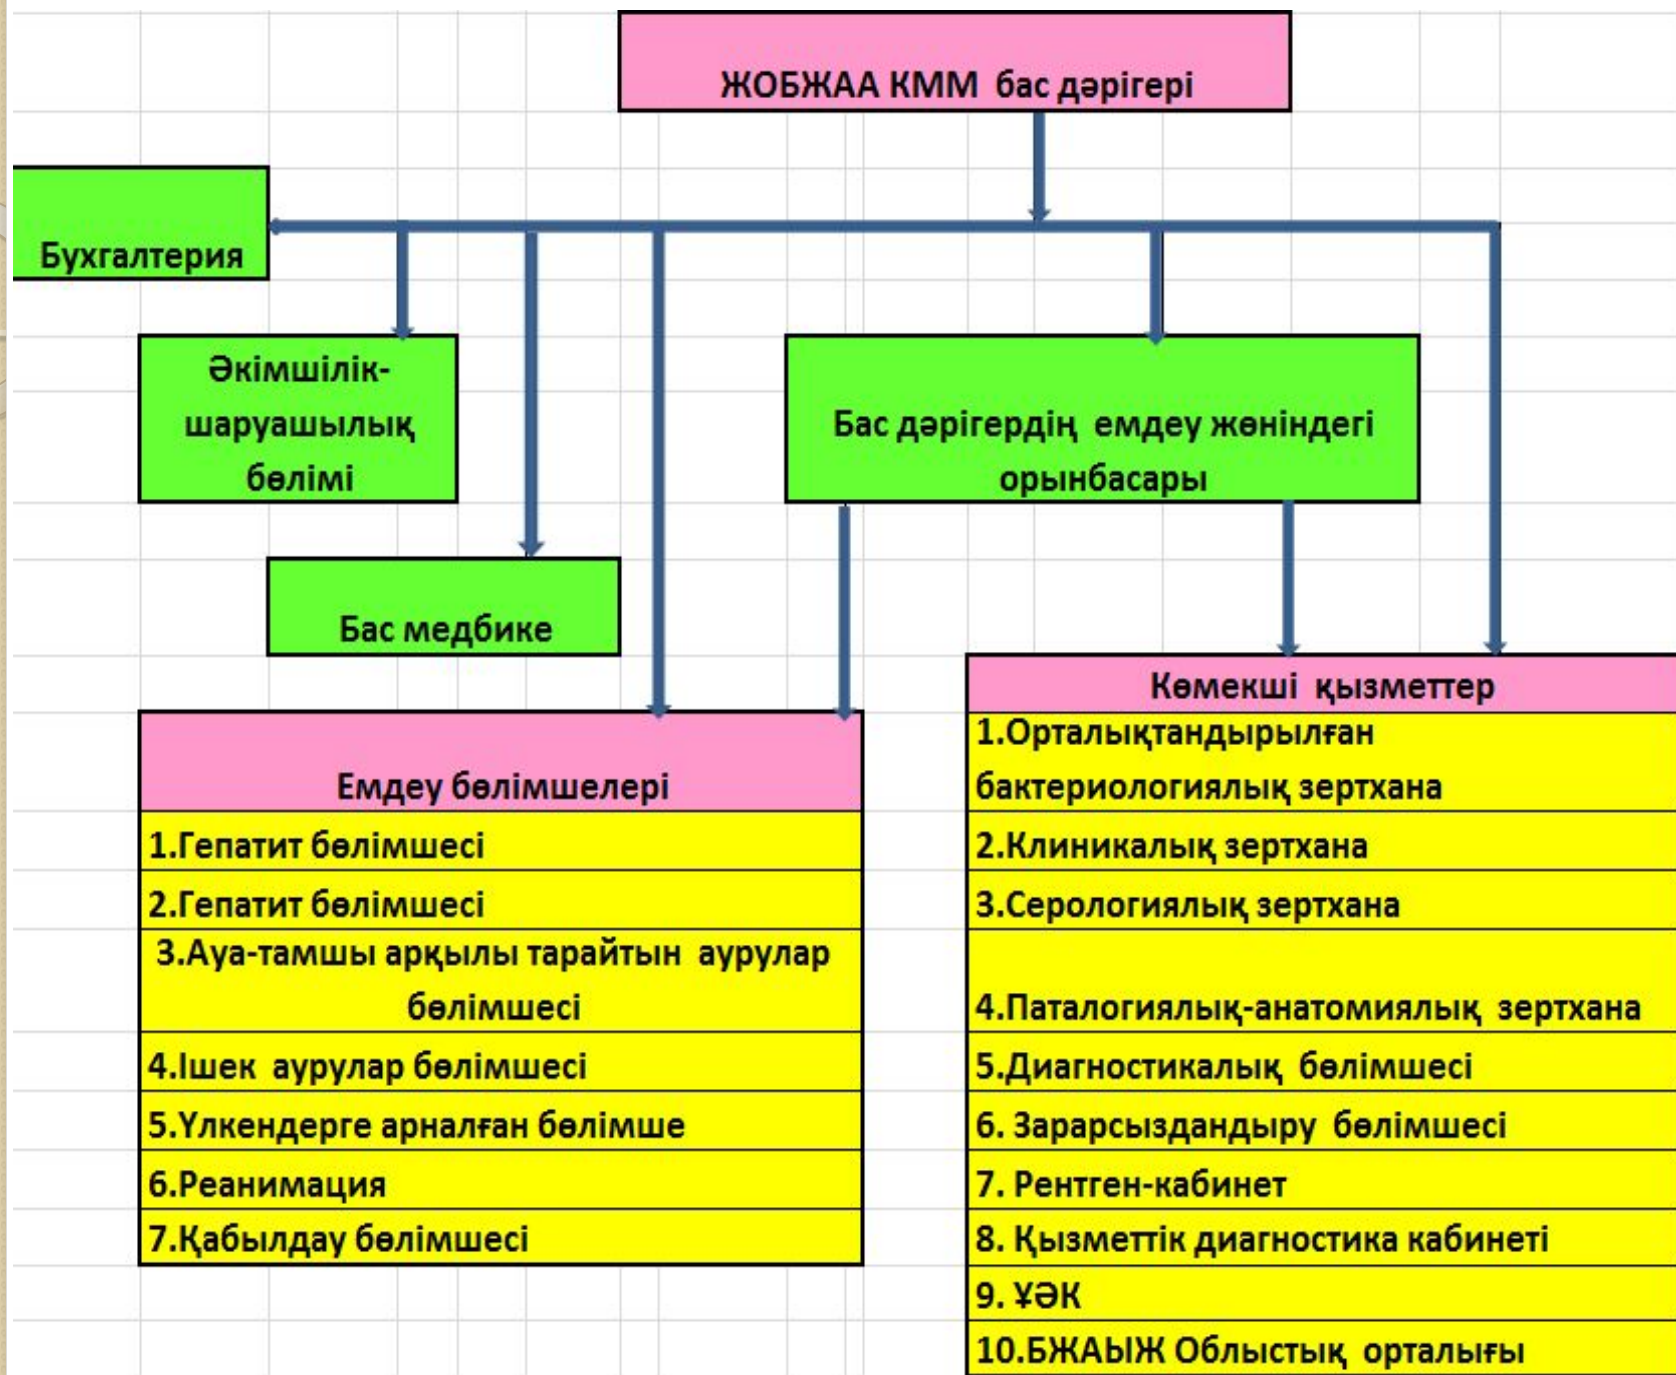 ЖОБЖАА КММ бас дәрігері
Бухгалтерия
Әкімшілік-
шаруашылық
бөлімі
Бас дәрігердің емдеу жөніндегі
орынбасары
Бас медбике
Емдеу бөлімшелері
1.Гепатит бөлімшесі
2.Гепатит бөлімшесі
3.Ауа-тамшы арқылы тарайтын аурулар
бөлімшесі
4.Ішек аурулар бөлімшесі
5.Үлкендерге арналған бөлімше
6.Реанимация
7.Қабылдау бөлімшесі
Көмекші қызметтер
1.Орталықтандырылған
бактериологиялық зертхана
2.Клиникалық зертхана
3.Серологиялық зертхана
4.Паталогиялық-анатомиялық зертхана
5.Диагностикалық бөлімшесі
6. Зарарсыздандыру бөлімшесі
7. Рентген-кабинет
8. Қызметтік диагностика кабинеті
9. ҰӘК
10.БЖАЫЖ Облыстық орталығы